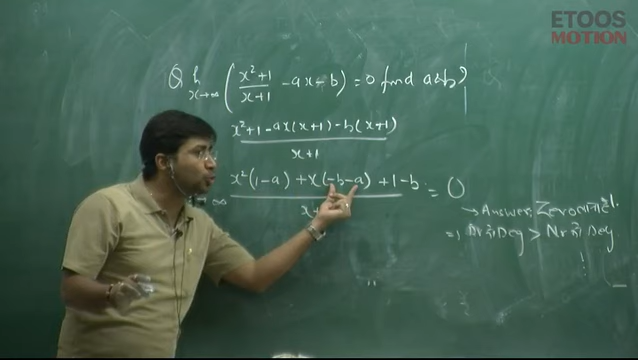 ETOOS
MOTION
Q lim x→∞ (x²+1/x+1 - ax - b) = 0 find a & b?
x²+1 - ax(x+1) - b(x+1)
x+1
x²(1-a) + x(-b-a) + 1-b = 0
→ ∞
→ Answer Zero
⇒ Dr में Deg > Nr में Deg